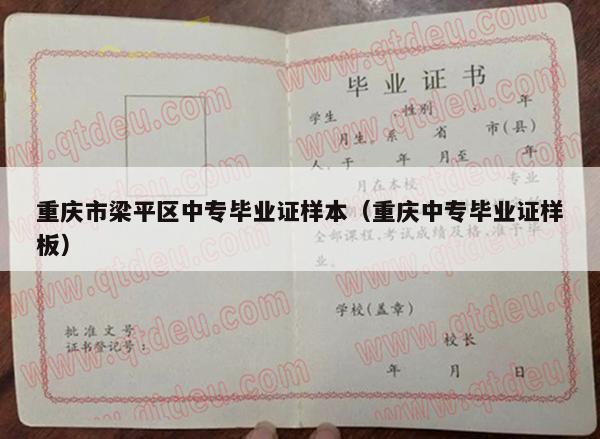 www.qtdeu.com
毕业证书
学生 ,性别 , 年
月生,系 省 市(县)
人,于 年 月至 年
月在本校 专业
重庆市梁平区中专毕业证样本（重庆中专毕业证样
板）
全部课程,考试成绩及格,准予毕
业。
学校(盖章)
批准文号
证书登记号:
校长
年 月 日